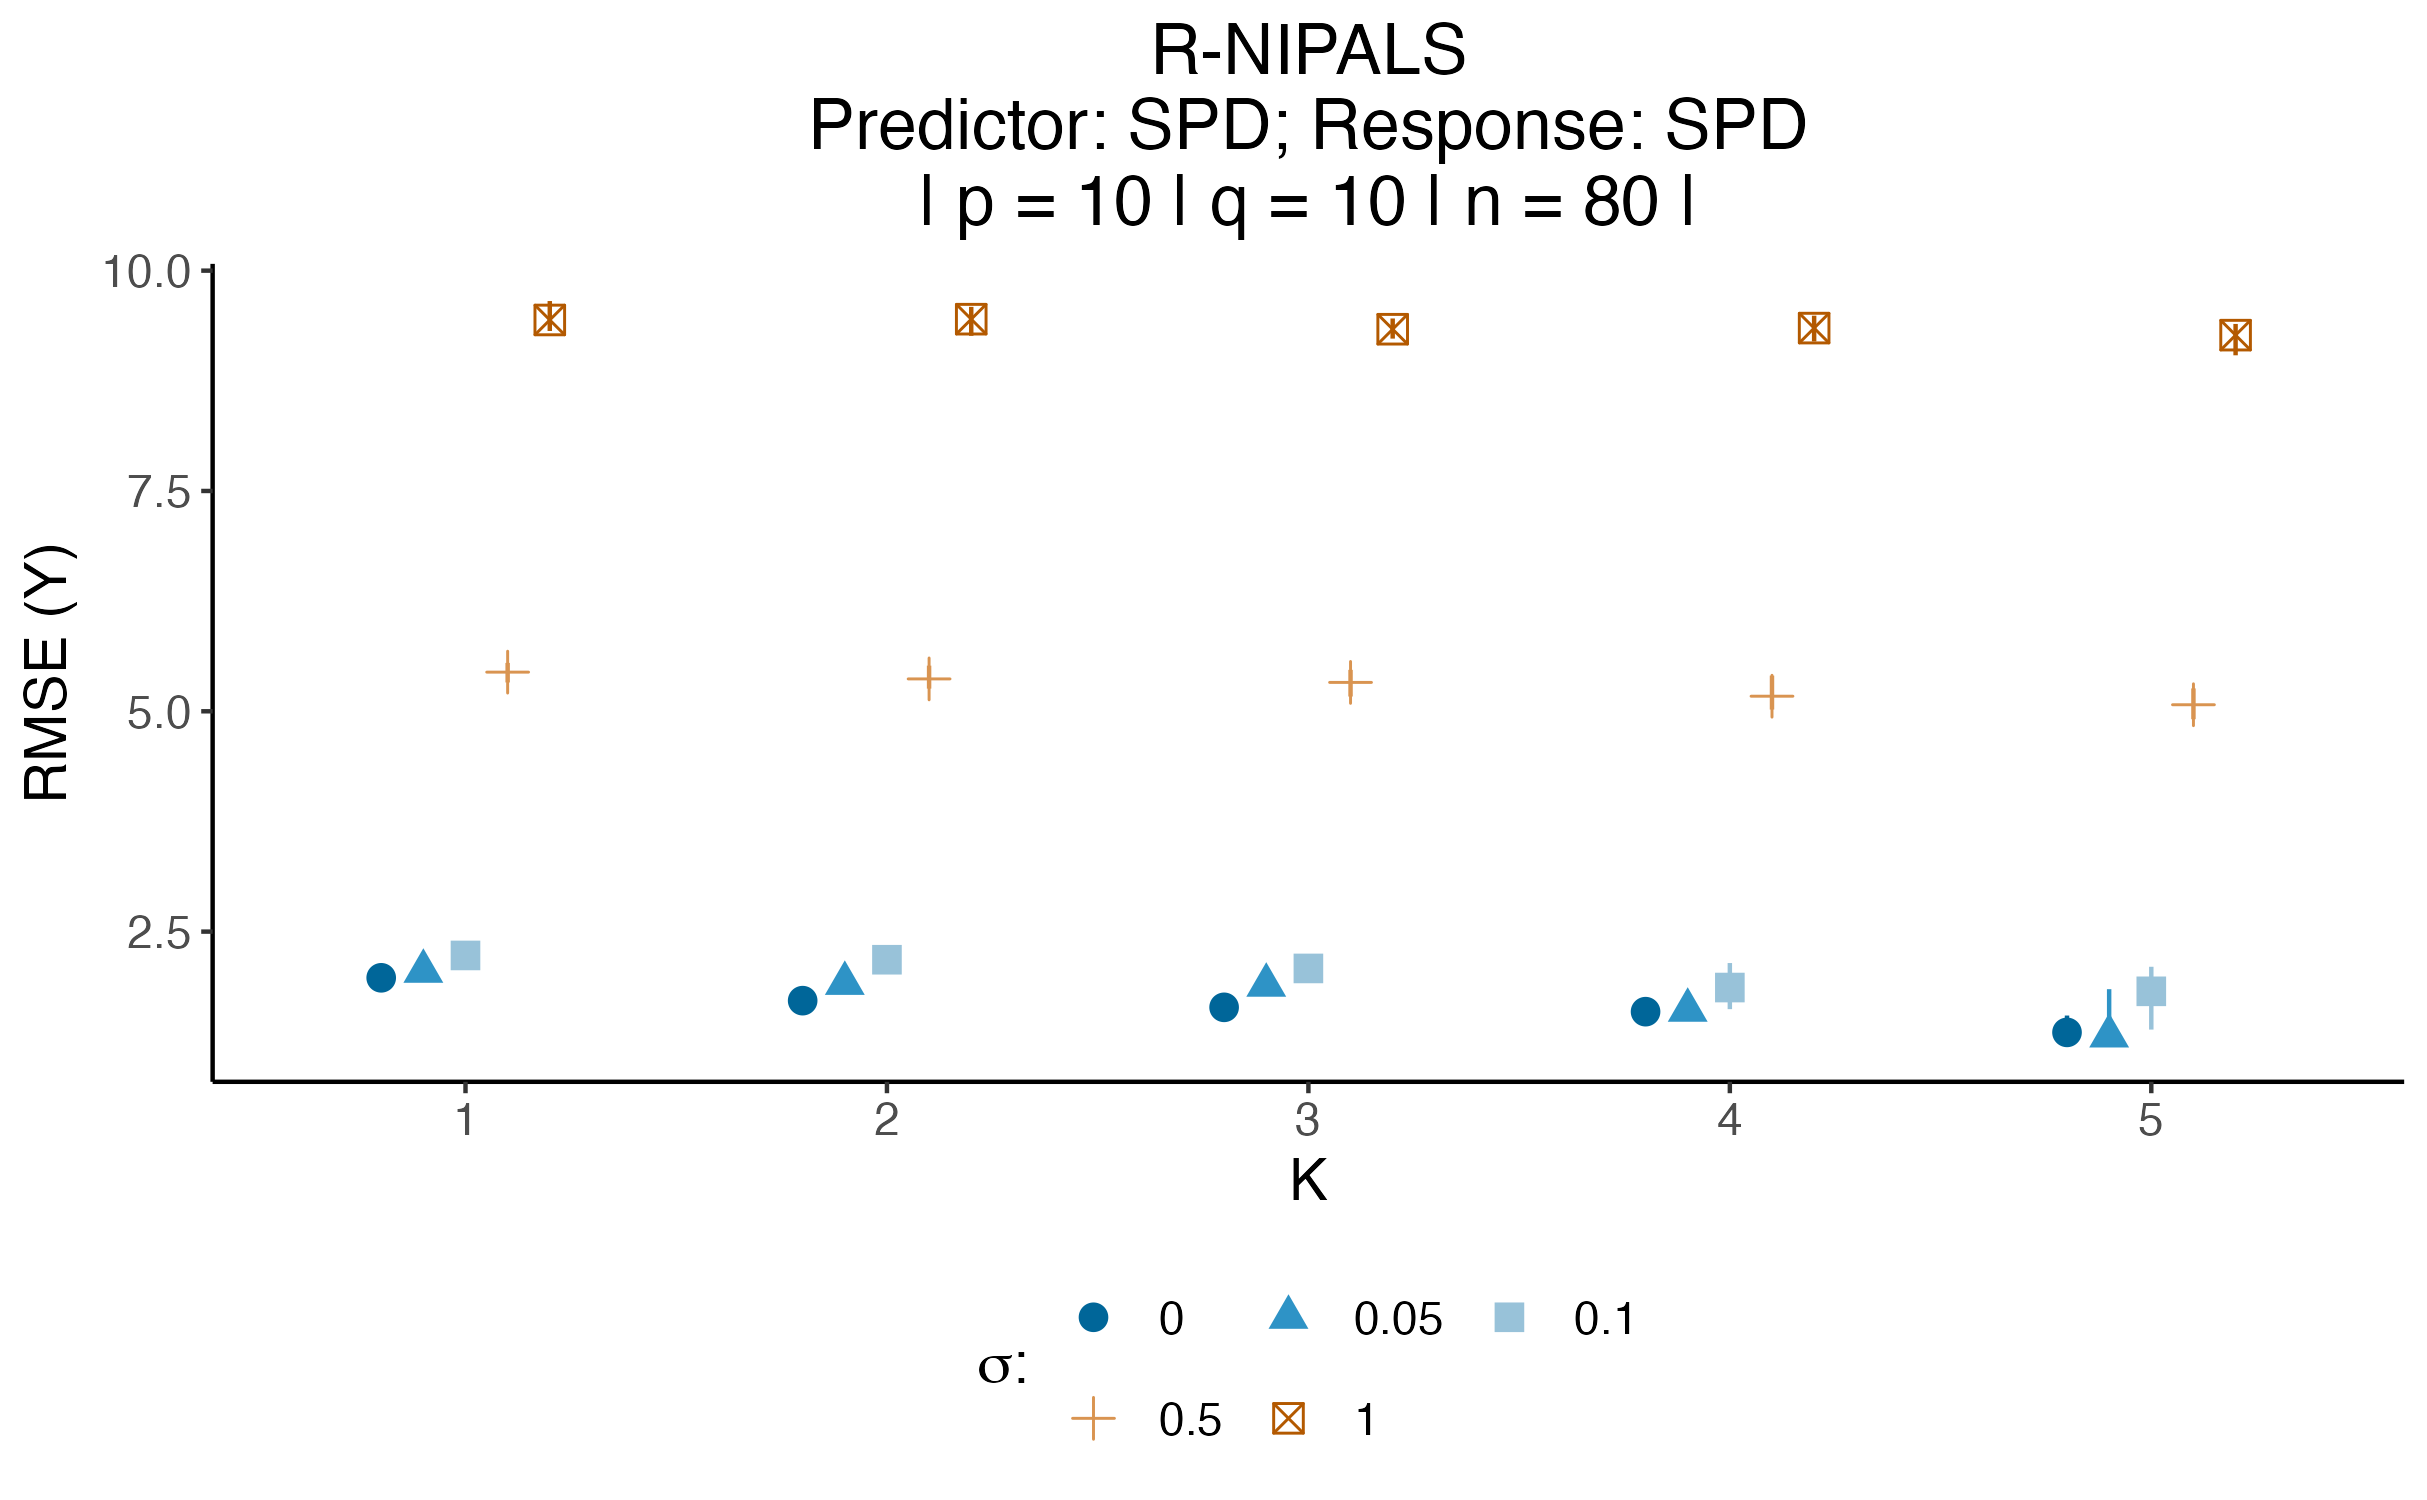 R-NIPALS
Predictor: SPD; Response: SPD
| p = 10 | q = 10 | n = 80 |
10.0
7.5
5.0
2.5
RMSE (Y)
1 2 3 4 5
K
σ:
0 0.05 0.1
0.5 1